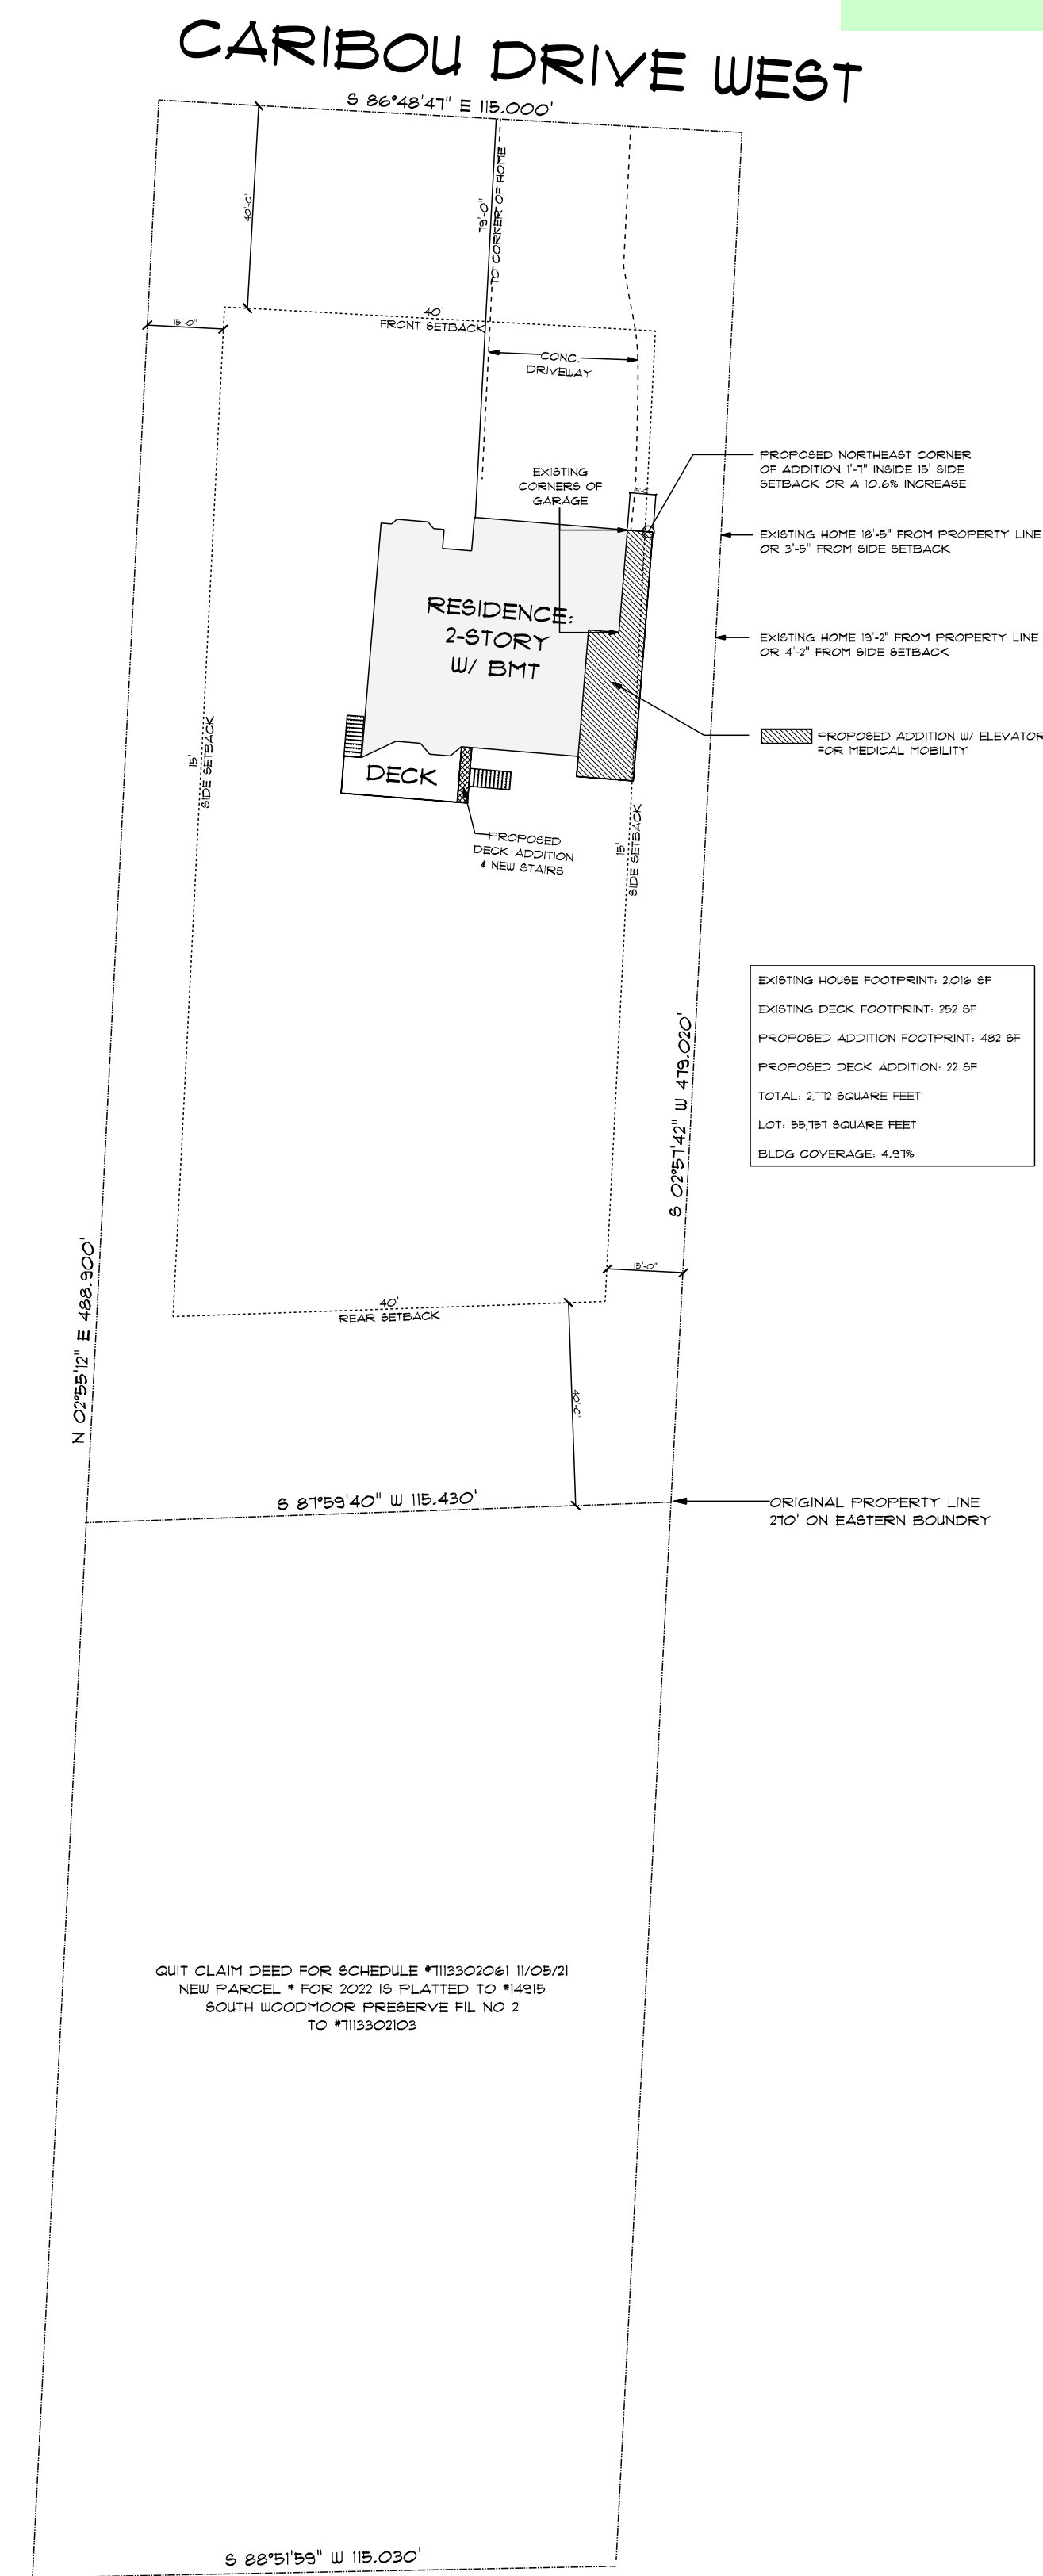 CARIBOU DRIVE WEST
S 86°48'47" E 115.000'
40'-0"
79'-0"
TO CORNER OF HOME
15'-0"
40'
FRONT SETBACK
CONC.
DRIVEWAY
EXISTING
CORNERS OF
GARAGE
PROPOSED NORTHEAST CORNER
OF ADDITION 1'-7" INSIDE 15' SIDE
SETBACK OR A 10.6% INCREASE
EXISTING HOME 18'-5" FROM PROPERTY LINE
OR 3'-5" FROM SIDE SETBACK
RESIDENCE:
2-STORY
W/ BMT
EXISTING HOME 19'-2" FROM PROPERTY LINE
OR 4'-2" FROM SIDE SETBACK
PROPOSED ADDITION W/ ELEVATOR
FOR MEDICAL MOBILITY
15'
SIDE SETBACK
DECK
PROPOSED
DECK ADDITION
& NEW STAIRS
15'
SIDE SETBACK
EXISTING HOUSE FOOTPRINT: 2,016 SF
EXISTING DECK FOOTPRINT: 252 SF
PROPOSED ADDITION FOOTPRINT: 482 SF
PROPOSED DECK ADDITION: 22 SF
TOTAL: 2,772 SQUARE FEET
LOT: 55,757 SQUARE FEET
BLDG COVERAGE: 4.97%
S 02°57'42" W 479.020'
N 02°55'12" E 488.900'
15'-0"
40'
REAR SETBACK
40'-0"
S 87°59'40" W 115.430'
ORIGINAL PROPERTY LINE
270' ON EASTERN BOUNDRY
QUIT CLAIM DEED FOR SCHEDULE #7113302061 11/05/21
NEW PARCEL # FOR 2022 IS PLATTED TO #14915
SOUTH WOODMOOR PRESERVE FIL NO 2
TO #7113302103
S 88°51'59" W 115.030'